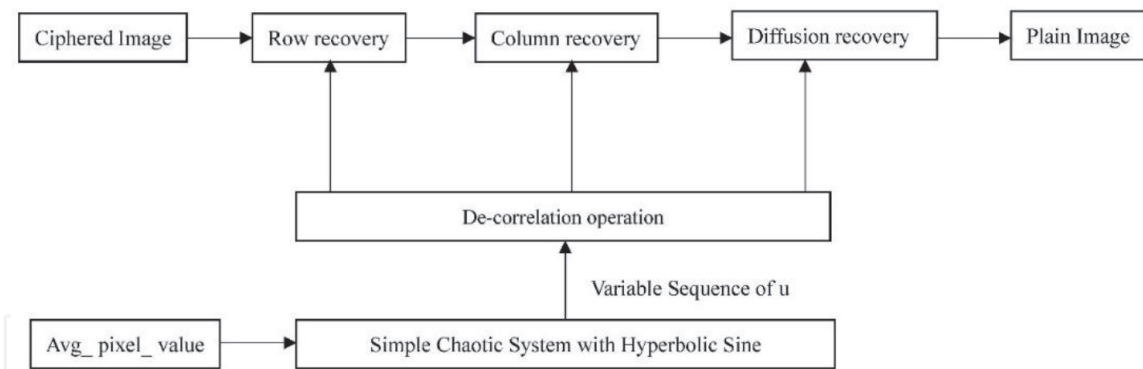 Ciphered Image
Row recovery
Column recovery
Diffusion recovery
Plain Image
De-correlation operation
Variable Sequence of u
Avg_ pixel_ value
Simple Chaotic System with Hyperbolic Sine